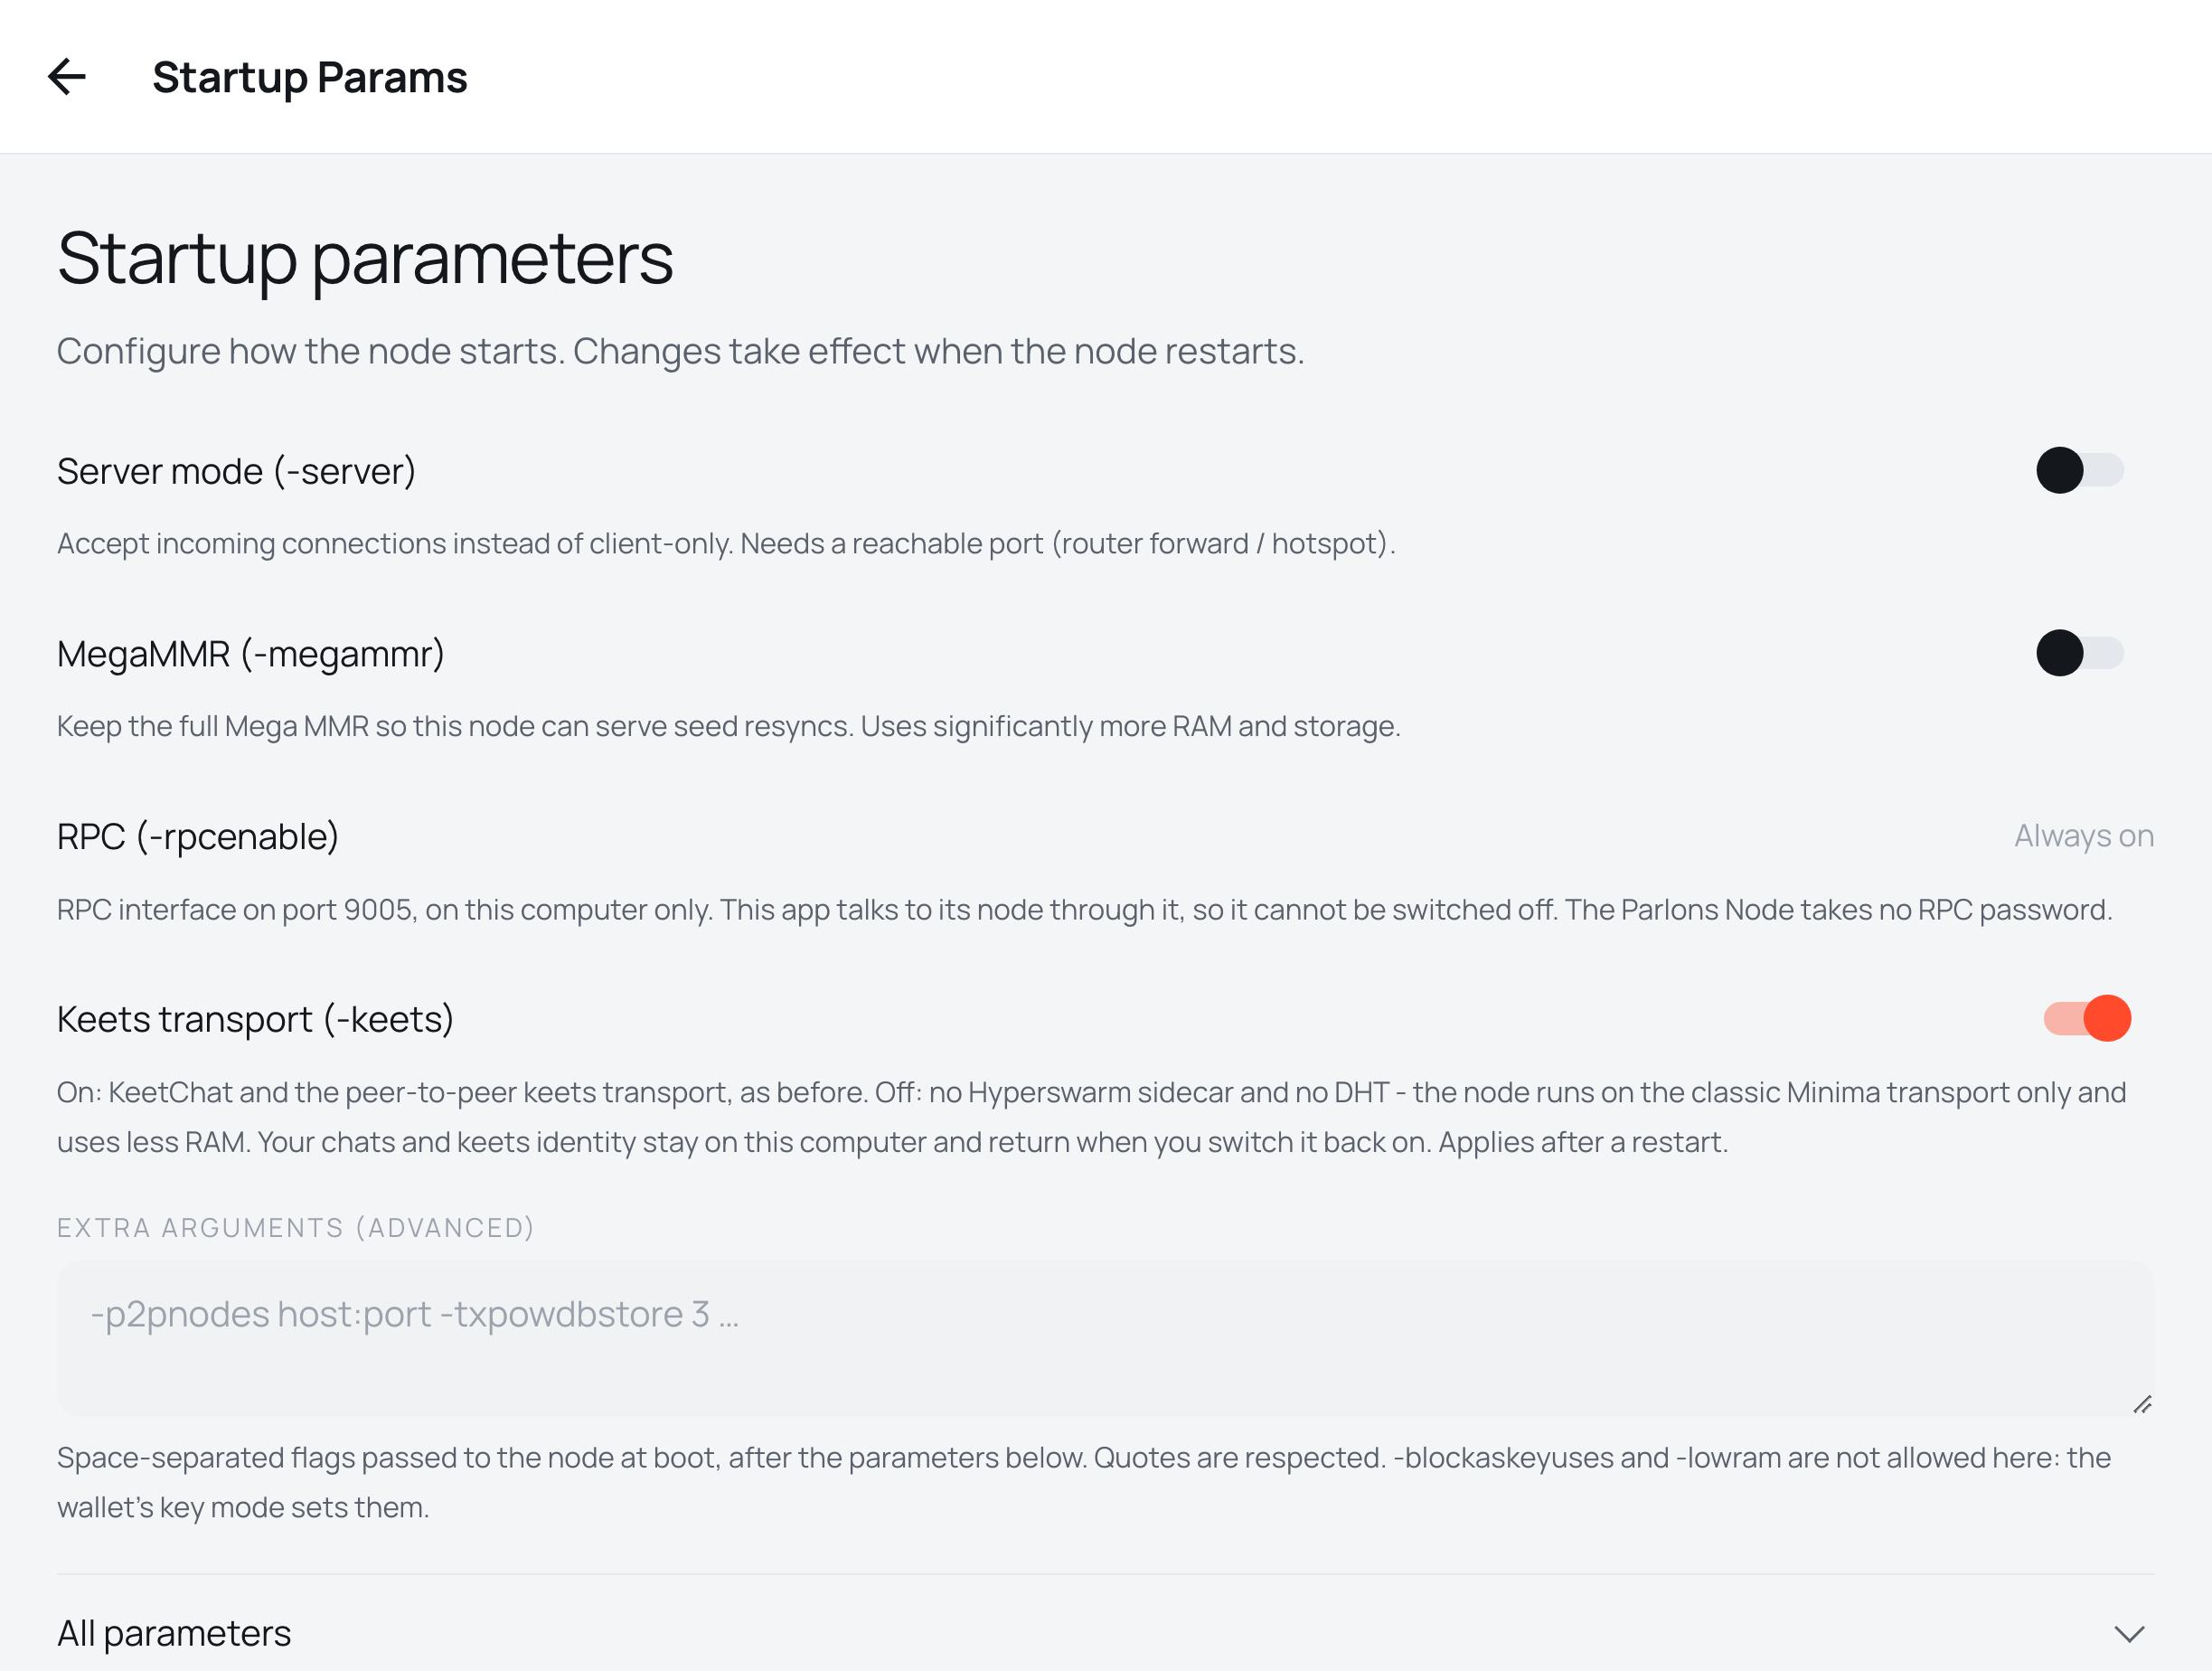 Startup Params
Startup parameters
Configure how the node starts. Changes take effect when the node restarts.
Server mode (-server)
Accept incoming connections instead of client-only. Needs a reachable port (router forward / hotspot).
MegaMMR (-megammr)
Keep the full Mega MMR so this node can serve seed resyncs. Uses significantly more RAM and storage.
RPC (-rpcenable)
Always on
RPC interface on port 9005, on this computer only. This app talks to its node through it, so it cannot be switched off. The Parlons Node takes no RPC password.
Keets transport (-keets)
On: KeetChat and the peer-to-peer keets transport, as before. Off: no Hyperswarm sidecar and no DHT - the node runs on the classic Minima transport only and
uses less RAM. Your chats and keets identity stay on this computer and return when you switch it back on. Applies after a restart.
EXTRA ARGUMENTS (ADVANCED)
-p2pnodes host:port -txpowdbstore 3 ...
Space-separated flags passed to the node at boot, after the parameters below. Quotes are respected. -blockaskeyuses and -lowram are not allowed here: the
wallet's key mode sets them.
All parameters